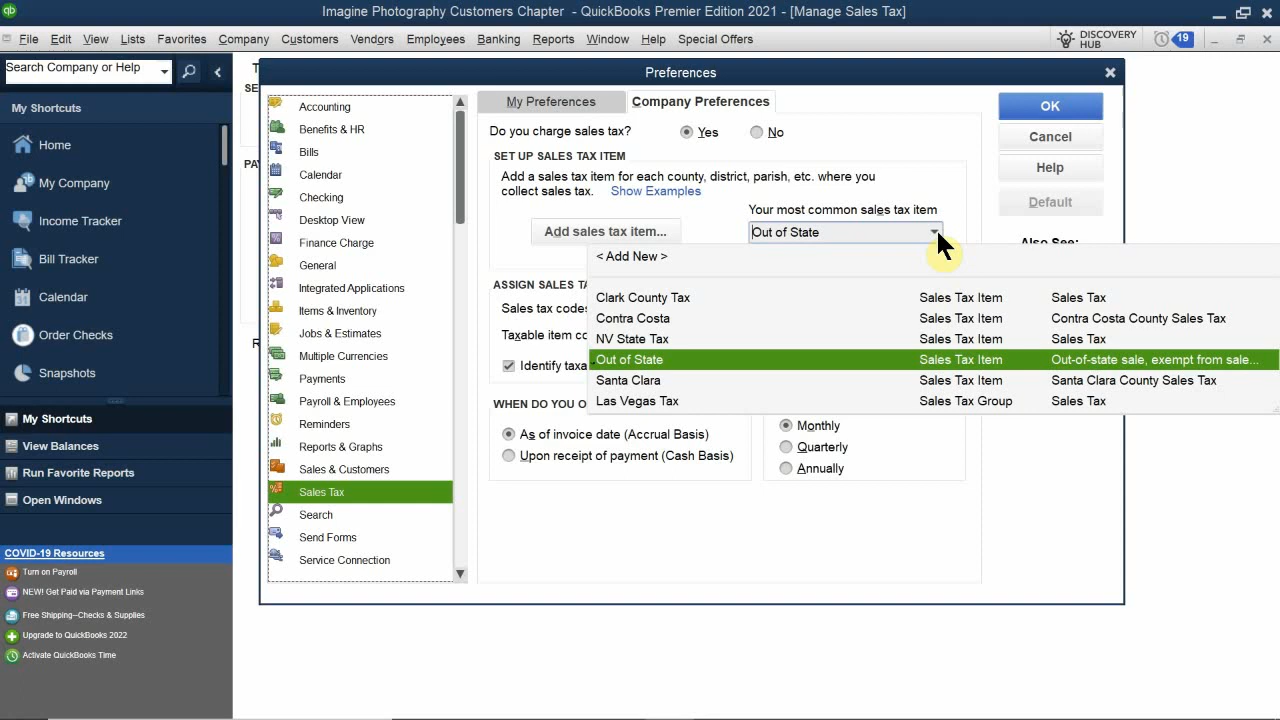 Imagine Photography Customers Chapter - QuickBooks Premier Edition 2021 - [Manage Sales Tax]
File Edit View Lists Favorites Company Customers Vendors Employees Banking Reports Window Help Special Offers
DISCOVERY
HUB
19
Search Company or Help
My Shortcuts
Home
My Company
Income Tracker
Bill Tracker
Calendar
Order Checks
Snapshots
My Shortcuts
View Balances
Run Favorite Reports
Open Windows
COVID-19 Resources
Turn on Payroll
NEW! Get Paid via Payment Links
Free Shipping--Checks & Supplies
Upgrade to QuickBooks 2022
Activate QuickBooks Time
T
SE
PA
R
Preferences
Accounting
Benefits & HR
Bills
Calendar
Checking
Desktop View
Finance Charge
General
Integrated Applications
Items & Inventory
Jobs & Estimates
Multiple Currencies
Payments
Payroll & Employees
Reminders
Reports & Graphs
Sales & Customers
Sales Tax
Search
Send Forms
Service Connection
My Preferences Company Preferences
Do you charge sales tax? Yes No
SET UP SALES TAX ITEM
Add a sales tax item for each county, district, parish, etc. where you
collect sales tax. Show Examples
Your most common sales tax item
Add sales tax item... Out of State
< Add New >
Clark County Tax Sales Tax Item Sales Tax
Contra Costa Sales Tax Item Contra Costa County Sales Tax
NV State Tax Sales Tax Item Sales Tax
Out of State Sales Tax Item Out-of-state sale, exempt from sale...
Santa Clara Sales Tax Item Santa Clara County Sales Tax
Las Vegas Tax Sales Tax Group Sales Tax
ASSIGN SALES TA
Sales tax codes
Taxable item co
Identify taxa
WHEN DO YOU O
As of invoice date (Accrual Basis)
Upon receipt of payment (Cash Basis)
Monthly
Quarterly
Annually
OK
Cancel
Help
Default
Also See: